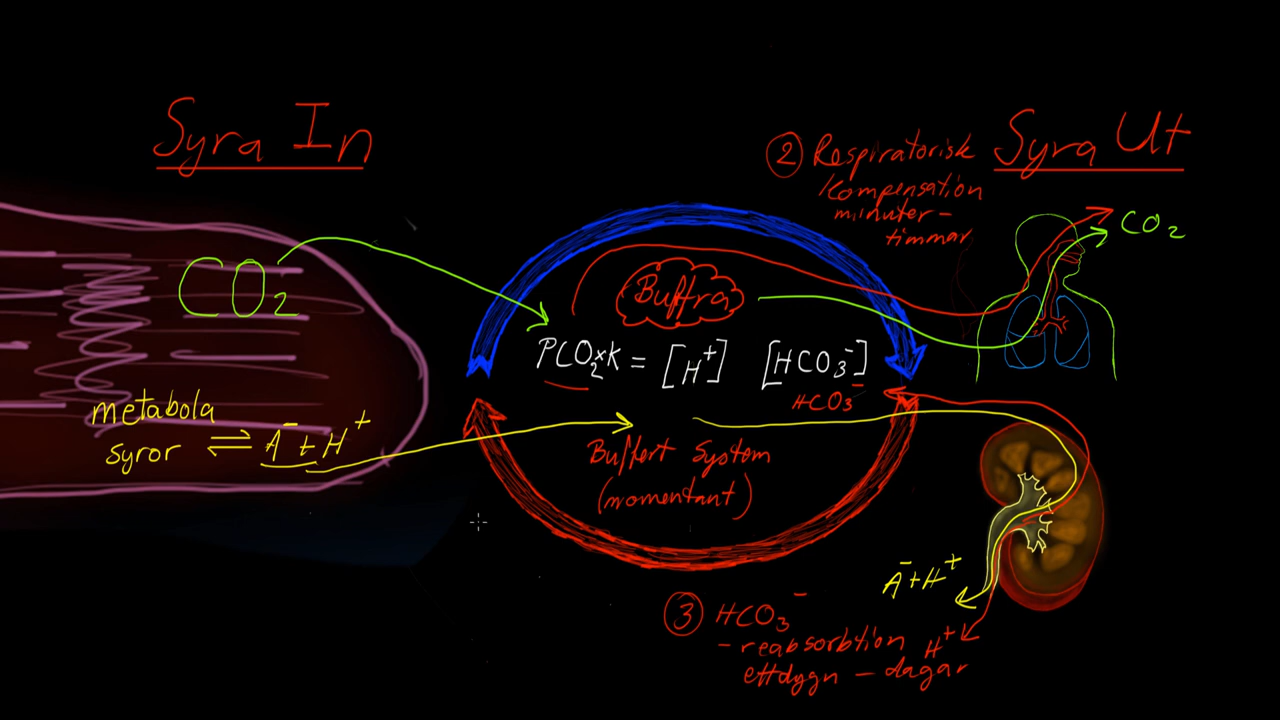 Syra In
② Respiratorisk
Kompensation
minuter –
timmar
Syra Ut
CO₂
CO₂
Buffra
PCO₂×K = [H⁺] [HCO₃⁻]
HCO₃⁻
metabola
syror ⇌ A⁻ + H⁺
Buffert System
(momentant)
A⁻ + H⁺
③ HCO₃⁻
– reabsorbtion
H⁺
ettdygn – dagar